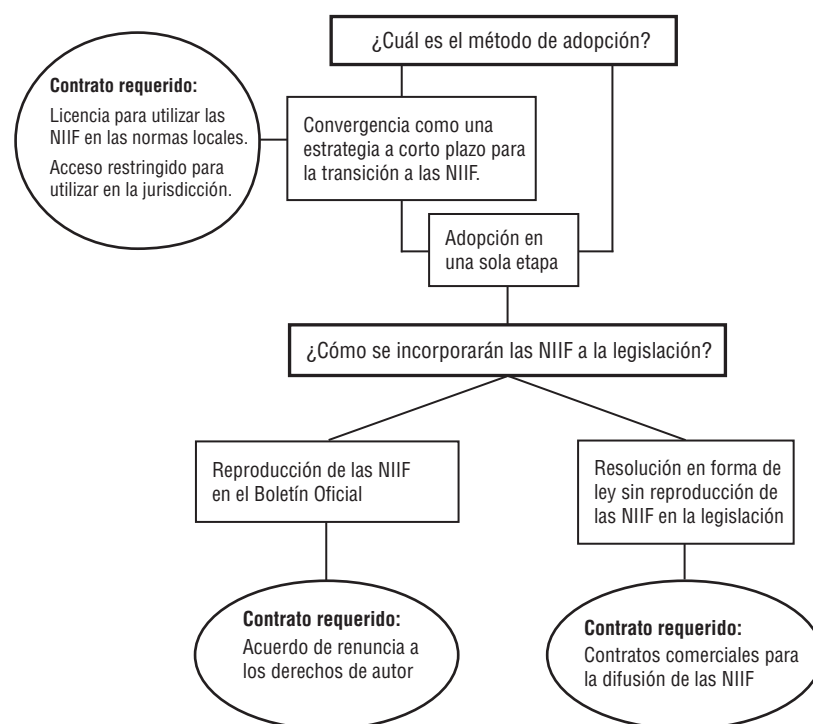 ¿Cuál es el método de adopción?
Contrato requerido:
Licencia para utilizar las
NIIF en las normas locales.
Acceso restringido para
utilizar en la jurisdicción.
Convergencia como una
estrategia a corto plazo para
la transición a las NIIF.
Adopción en
una sola etapa
¿Cómo se incorporarán las NIIF a la legislación?
Reproducción de las NIIF
en el Boletín Oficial
Resolución en forma de
ley sin reproducción de
las NIIF en la legislación
Contrato requerido:
Acuerdo de renuncia a
los derechos de autor
Contrato requerido:
Contratos comerciales para
la difusión de las NIIF